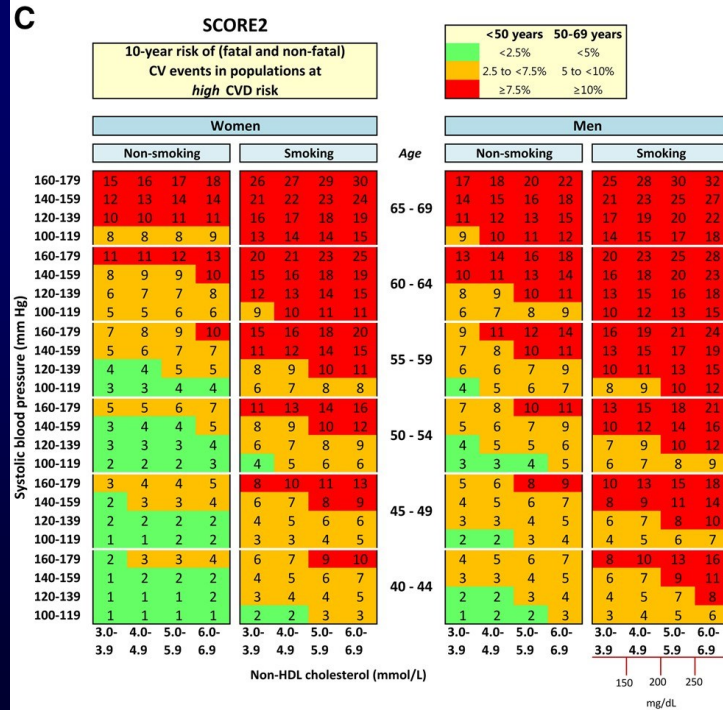 C
SCORE2
10-year risk of (fatal and non-fatal)
CV events in populations at
high CVD risk
<50 years 50-69 years
<2.5% <5%
2.5 to <7.5% 5 to <10%
≥7.5% ≥10%
Women Men
Non-smoking Smoking Age Non-smoking Smoking
Systolic blood pressure (mm Hg)
160-179 15 16 17 18 26 27 29 30 17 18 20 22 25 28 30 32
140-159 12 13 14 14 21 22 23 24 14 15 16 18 21 23 25 27
65 - 69
120-139 10 10 11 11 16 17 18 19 11 12 13 15 17 19 20 22
100-119 8 8 8 9 13 14 14 15 9 10 11 12 14 15 17 18
160-179 11 11 12 13 20 21 23 25 13 14 16 18 20 23 25 28
140-159 8 9 9 10 15 16 18 19 10 11 13 14 16 18 20 23
60 - 64
120-139 6 7 7 8 12 13 14 15 8 9 10 11 13 15 16 18
100-119 5 5 6 6 9 10 11 11 6 7 8 9 10 12 13 15
160-179 7 8 9 10 15 16 18 20 9 11 12 14 16 19 21 24
140-159 5 6 7 7 11 12 14 15 7 8 10 11 13 15 17 19
55 - 59
120-139 4 4 5 5 8 9 10 11 6 6 7 9 10 11 13 15
100-119 3 3 4 4 6 7 8 8 4 5 6 7 8 9 10 12
160-179 5 5 6 7 11 13 14 16 7 8 10 11 13 15 18 21
140-159 3 4 4 5 8 9 10 12 5 6 7 9 10 12 14 16
50 - 54
120-139 3 3 3 4 6 7 8 9 4 5 5 6 7 9 10 12
100-119 2 2 2 3 4 5 6 6 3 3 4 5 6 7 8 9
160-179 3 4 4 5 8 10 11 13 5 6 8 9 10 13 15 18
140-159 2 3 3 4 6 7 8 9 4 5 6 7 8 9 11 14
45 - 49
120-139 2 2 2 2 4 5 6 6 3 3 4 5 6 7 8 10
100-119 1 1 2 2 3 3 4 5 2 2 3 4 4 5 6 7
160-179 2 3 3 4 6 7 9 10 4 5 6 7 8 10 13 16
140-159 1 2 2 2 4 5 6 7 3 3 4 5 6 7 9 11
40 - 44
120-139 1 1 2 2 3 4 4 5 2 2 3 4 4 5 7 8
100-119 1 1 1 1 2 2 3 3 1 2 2 3 3 4 5 6
3.0- 4.0- 5.0- 6.0- 3.0- 4.0- 5.0- 6.0- 3.0- 4.0- 5.0- 6.0- 3.0- 4.0- 5.0- 6.0-
3.9 4.9 5.9 6.9 3.9 4.9 5.9 6.9 3.9 4.9 5.9 6.9 3.9 4.9 5.9 6.9
Non-HDL cholesterol (mmol/L)
150 200 250
mg/dL